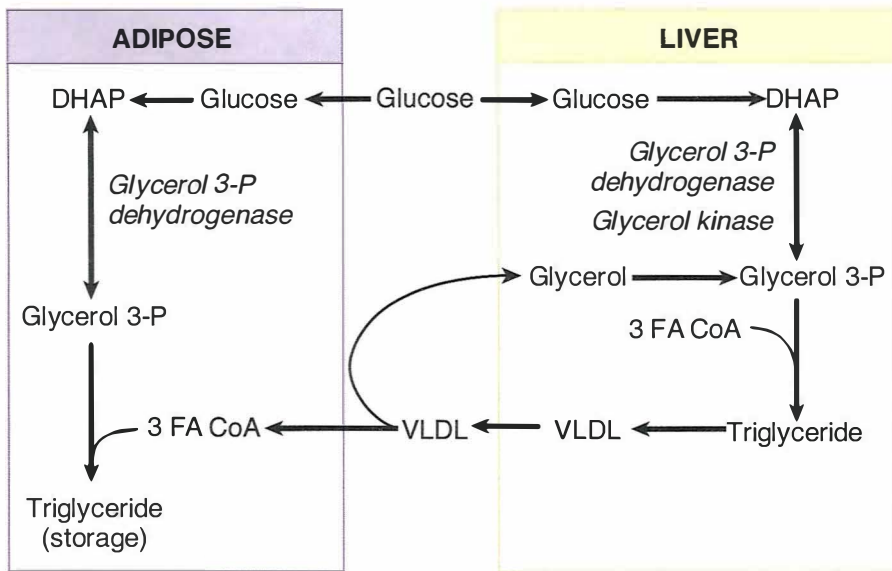 ADIPOSE
LIVER
DHAP
Glucose
Glucose
Glucose
DHAP
Glycerol 3-P
dehydrogenase
Glycerol 3-P
dehydrogenase
Glycerol kinase
Glycerol
Glycerol 3-P
Glycerol 3-P
3 FA CoA
3 FA CoA
VLDL
VLDL
Triglyceride
Triglyceride
(storage)